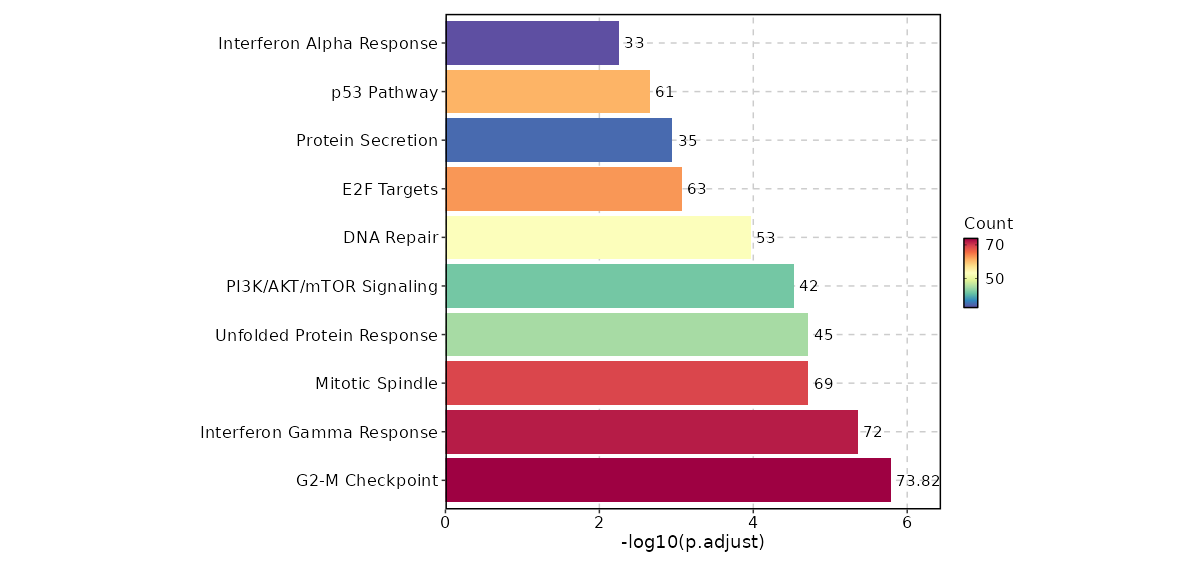 Interferon Alpha Response 33
p53 Pathway 61
Protein Secretion 35
E2F Targets 63
DNA Repair 53
PI3K/AKT/mTOR Signaling 42
Unfolded Protein Response 45
Mitotic Spindle 69
Interferon Gamma Response 72
G2-M Checkpoint 73.82
0 2 4 6
-log10(p.adjust)
Count
70
50